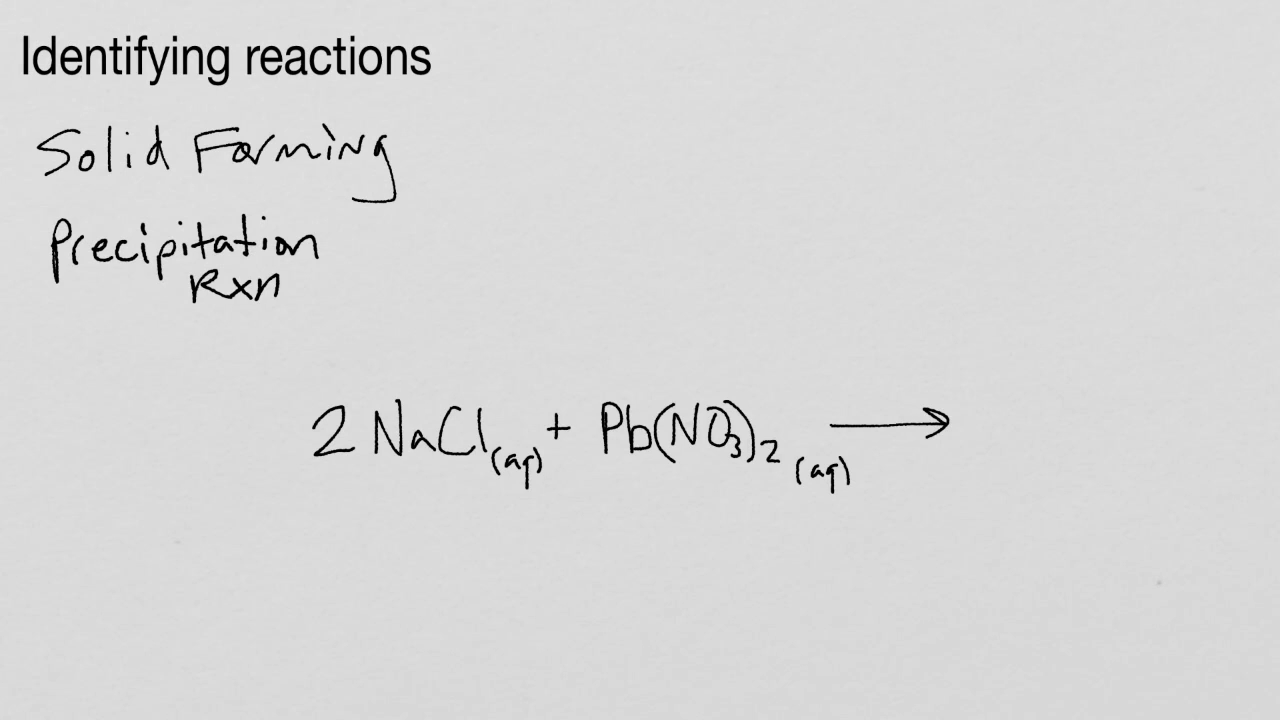 Identifying reactions
Solid Forming
Precipitation
Rxn
2 NaCl(aq) + Pb(NO3)2 (aq) ⟶